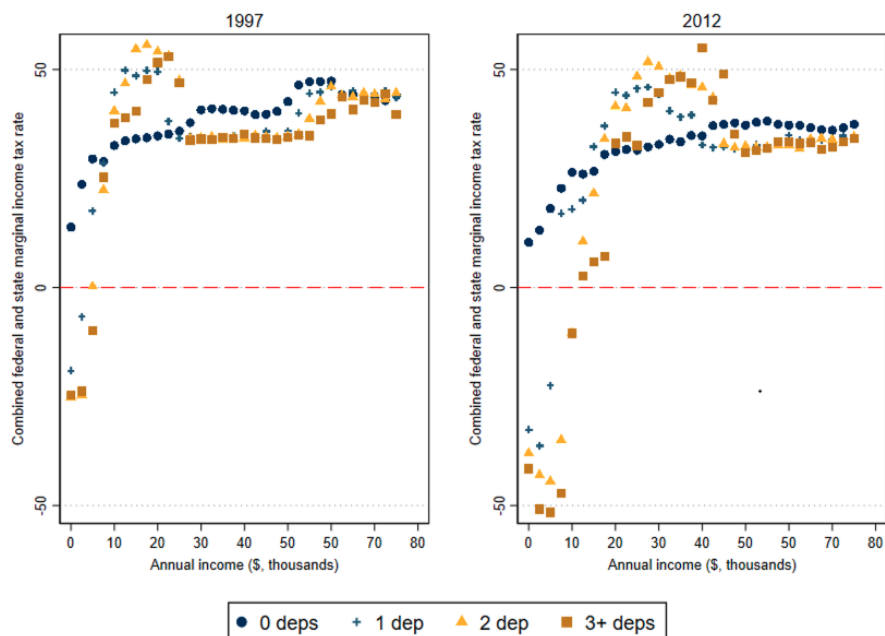 1997
Combined federal and state marginal income tax rate
50
0
-50
0 10 20 30 40 50 50 70 80
Annual income ($, thousands)
2012
Combined federal and state marginal income tax rate
50
0
-50
0 10 20 30 40 50 50 70 80
Annual income ($, thousands)
0 deps 1 dep 2 dep 3+ deps